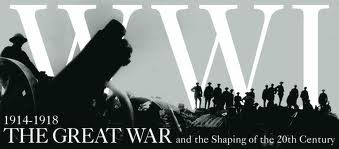 WWI
1914-1918
THE GREAT WAR and the Shaping of the 20th Century